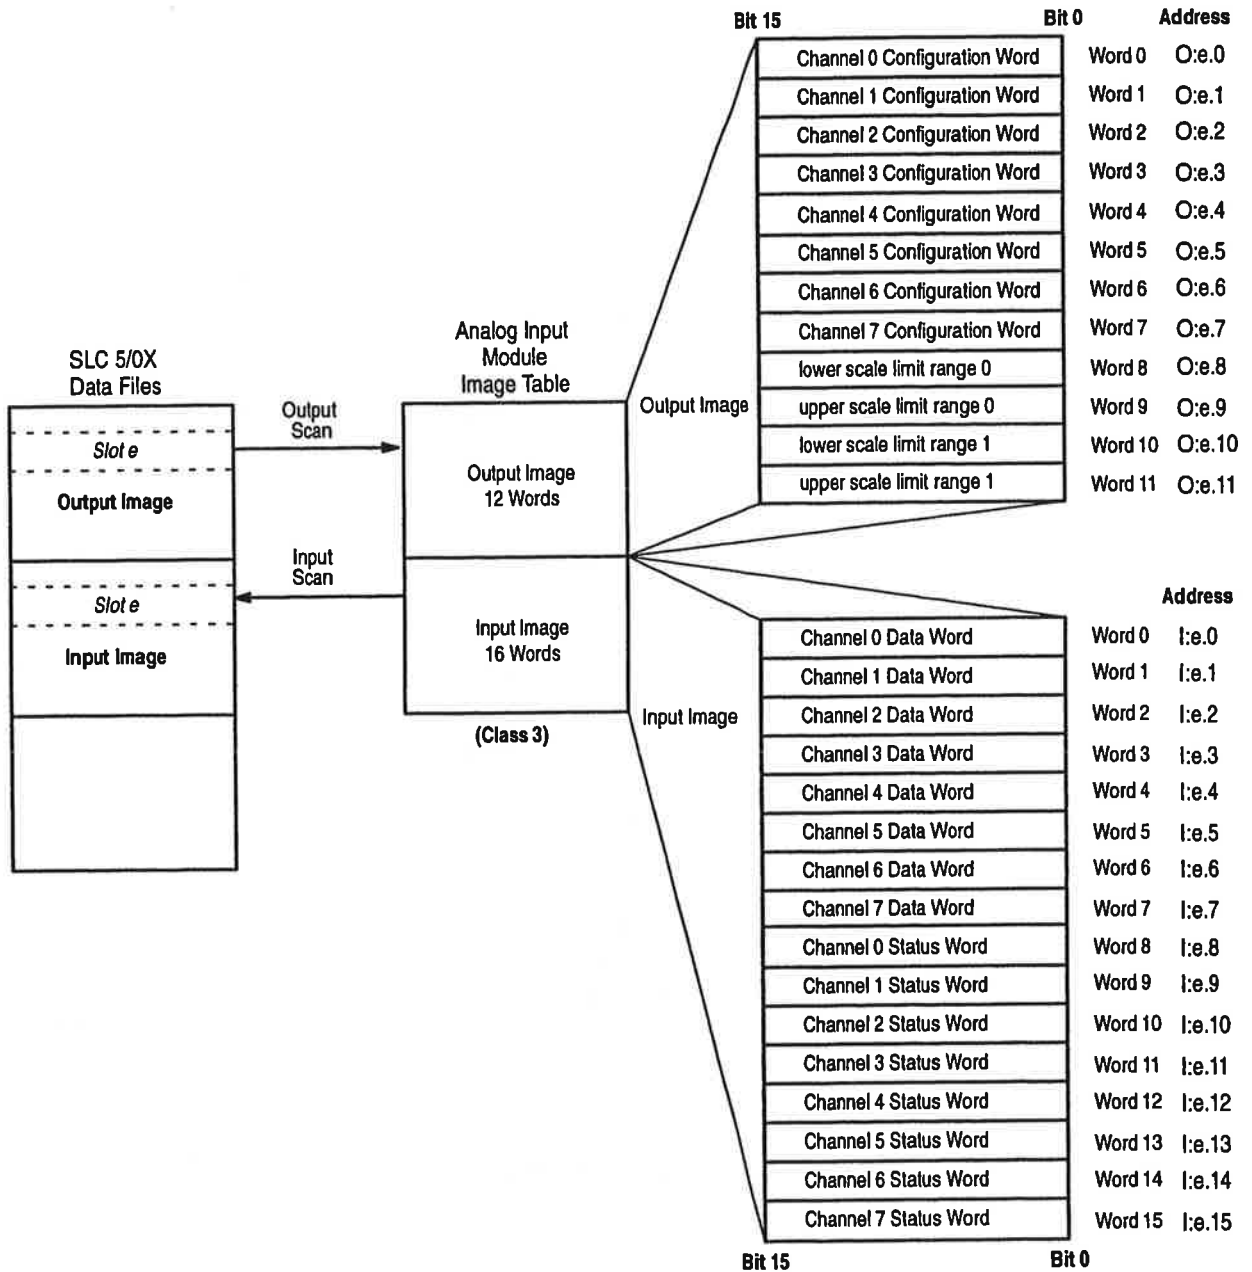 Bit 15 Bit 0 Address
Channel 0 Configuration Word Word 0 O:e.0
Channel 1 Configuration Word Word 1 O:e.1
Channel 2 Configuration Word Word 2 O:e.2
Channel 3 Configuration Word Word 3 O:e.3
Channel 4 Configuration Word Word 4 O:e.4
Channel 5 Configuration Word Word 5 O:e.5
Channel 6 Configuration Word Word 6 O:e.6
Channel 7 Configuration Word Word 7 O:e.7
lower scale limit range 0 Word 8 O:e.8
upper scale limit range 0 Word 9 O:e.9
lower scale limit range 1 Word 10 O:e.10
upper scale limit range 1 Word 11 O:e.11
SLC 5/0X
Data Files
Slot e
Output Image
Slot e
Input Image
Output
Scan
Input
Scan
Analog Input
Module
Image Table
Output Image
12 Words
Input Image
16 Words
(Class 3)
Output Image
Input Image
Address
Channel 0 Data Word Word 0 I:e.0
Channel 1 Data Word Word 1 I:e.1
Channel 2 Data Word Word 2 I:e.2
Channel 3 Data Word Word 3 I:e.3
Channel 4 Data Word Word 4 I:e.4
Channel 5 Data Word Word 5 I:e.5
Channel 6 Data Word Word 6 I:e.6
Channel 7 Data Word Word 7 I:e.7
Channel 0 Status Word Word 8 I:e.8
Channel 1 Status Word Word 9 I:e.9
Channel 2 Status Word Word 10 I:e.10
Channel 3 Status Word Word 11 I:e.11
Channel 4 Status Word Word 12 I:e.12
Channel 5 Status Word Word 13 I:e.13
Channel 6 Status Word Word 14 I:e.14
Channel 7 Status Word Word 15 I:e.15
Bit 15 Bit 0